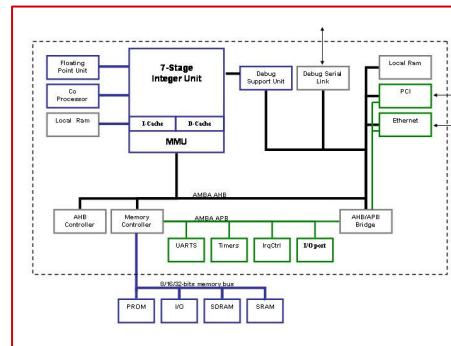 Floating
Point Unit
Co
Processor
Local Ram
7-Stage
Integer Unit
I-Cache
D-Cache
MMU
Debug
Support Unit
Debug Serial
Link
Local Ram
PCI
Ethernet
AMBA AHB
AHB
Controller
Memory
Controller
AMBA APB
AHB/APB
Bridge
UARTS
Timers
IrqCtrl
I/O port
8/16/32-bits memory bus
PROM
I/O
SDRAM
SRAM